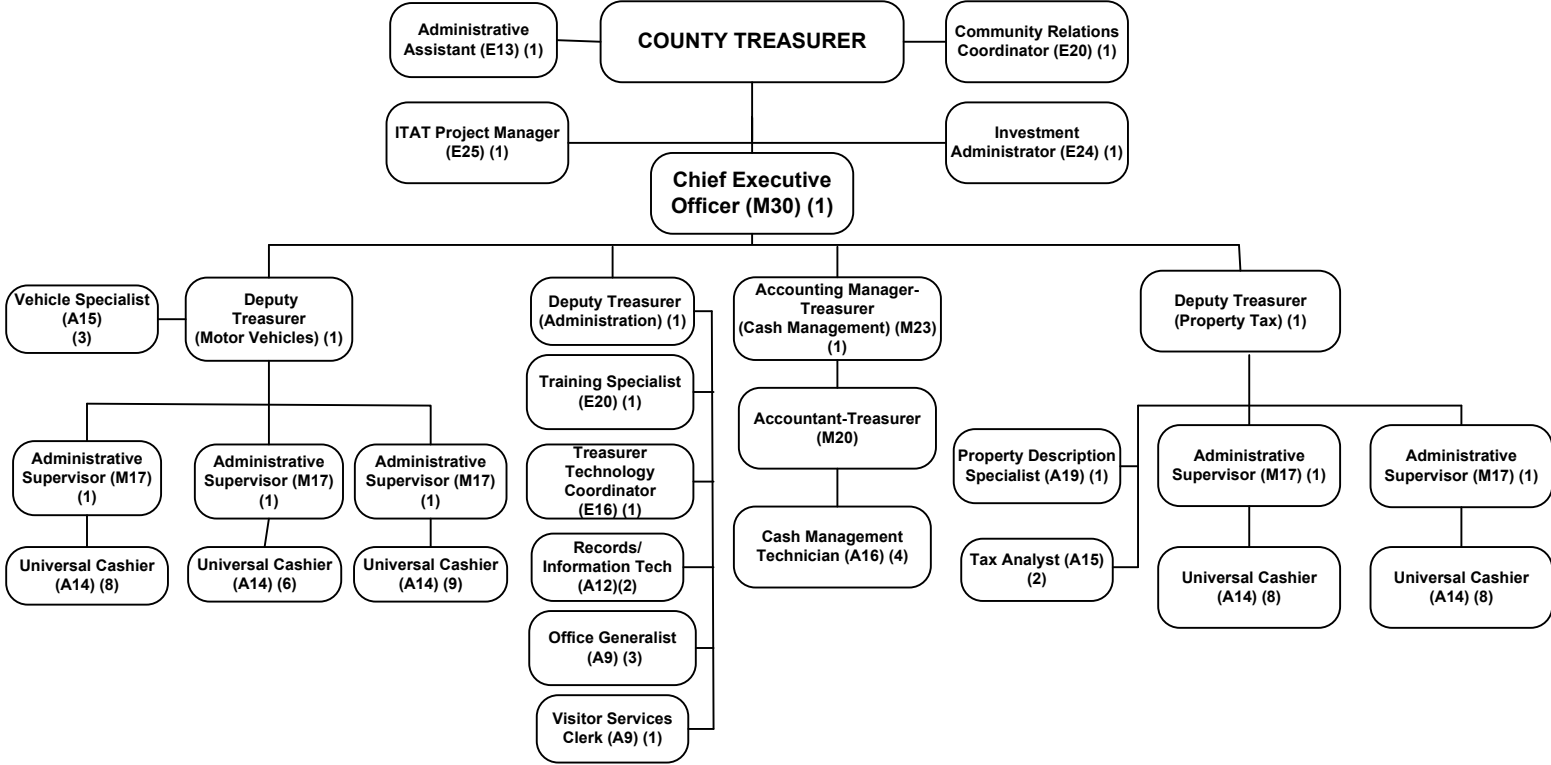 Administrative
Assistant (E13) (1)
COUNTY TREASURER
Community Relations
Coordinator (E20) (1)
ITAT Project Manager
(E25) (1)
Investment
Administrator (E24) (1)
Chief Executive
Officer (M30) (1)
Vehicle Specialist
(A15)
(3)
Deputy
Treasurer
(Motor Vehicles) (1)
Deputy Treasurer
(Administration) (1)
Accounting Manager-
Treasurer
(Cash Management) (M23)
(1)
Deputy Treasurer
(Property Tax) (1)
Training Specialist
(E20) (1)
Accountant-Treasurer
(M20)
Administrative
Supervisor (M17)
(1)
Administrative
Supervisor (M17)
(1)
Administrative
Supervisor (M17)
(1)
Treasurer
Technology
Coordinator
(E16) (1)
Property Description
Specialist (A19) (1)
Administrative
Supervisor (M17) (1)
Administrative
Supervisor (M17) (1)
Universal Cashier
(A14) (8)
Universal Cashier
(A14) (6)
Universal Cashier
(A14) (9)
Records/
Information Tech
(A12)(2)
Cash Management
Technician (A16) (4)
Tax Analyst (A15)
(2)
Universal Cashier
(A14) (8)
Universal Cashier
(A14) (8)
Office Generalist
(A9) (3)
Visitor Services
Clerk (A9) (1)